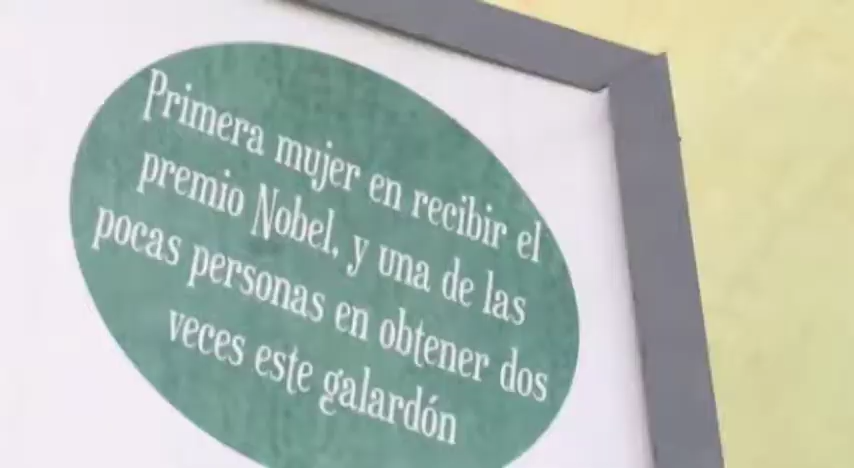 Primera mujer en recibir el
premio Nobel, y una de las
pocas personas en obtener dos
veces este galardón